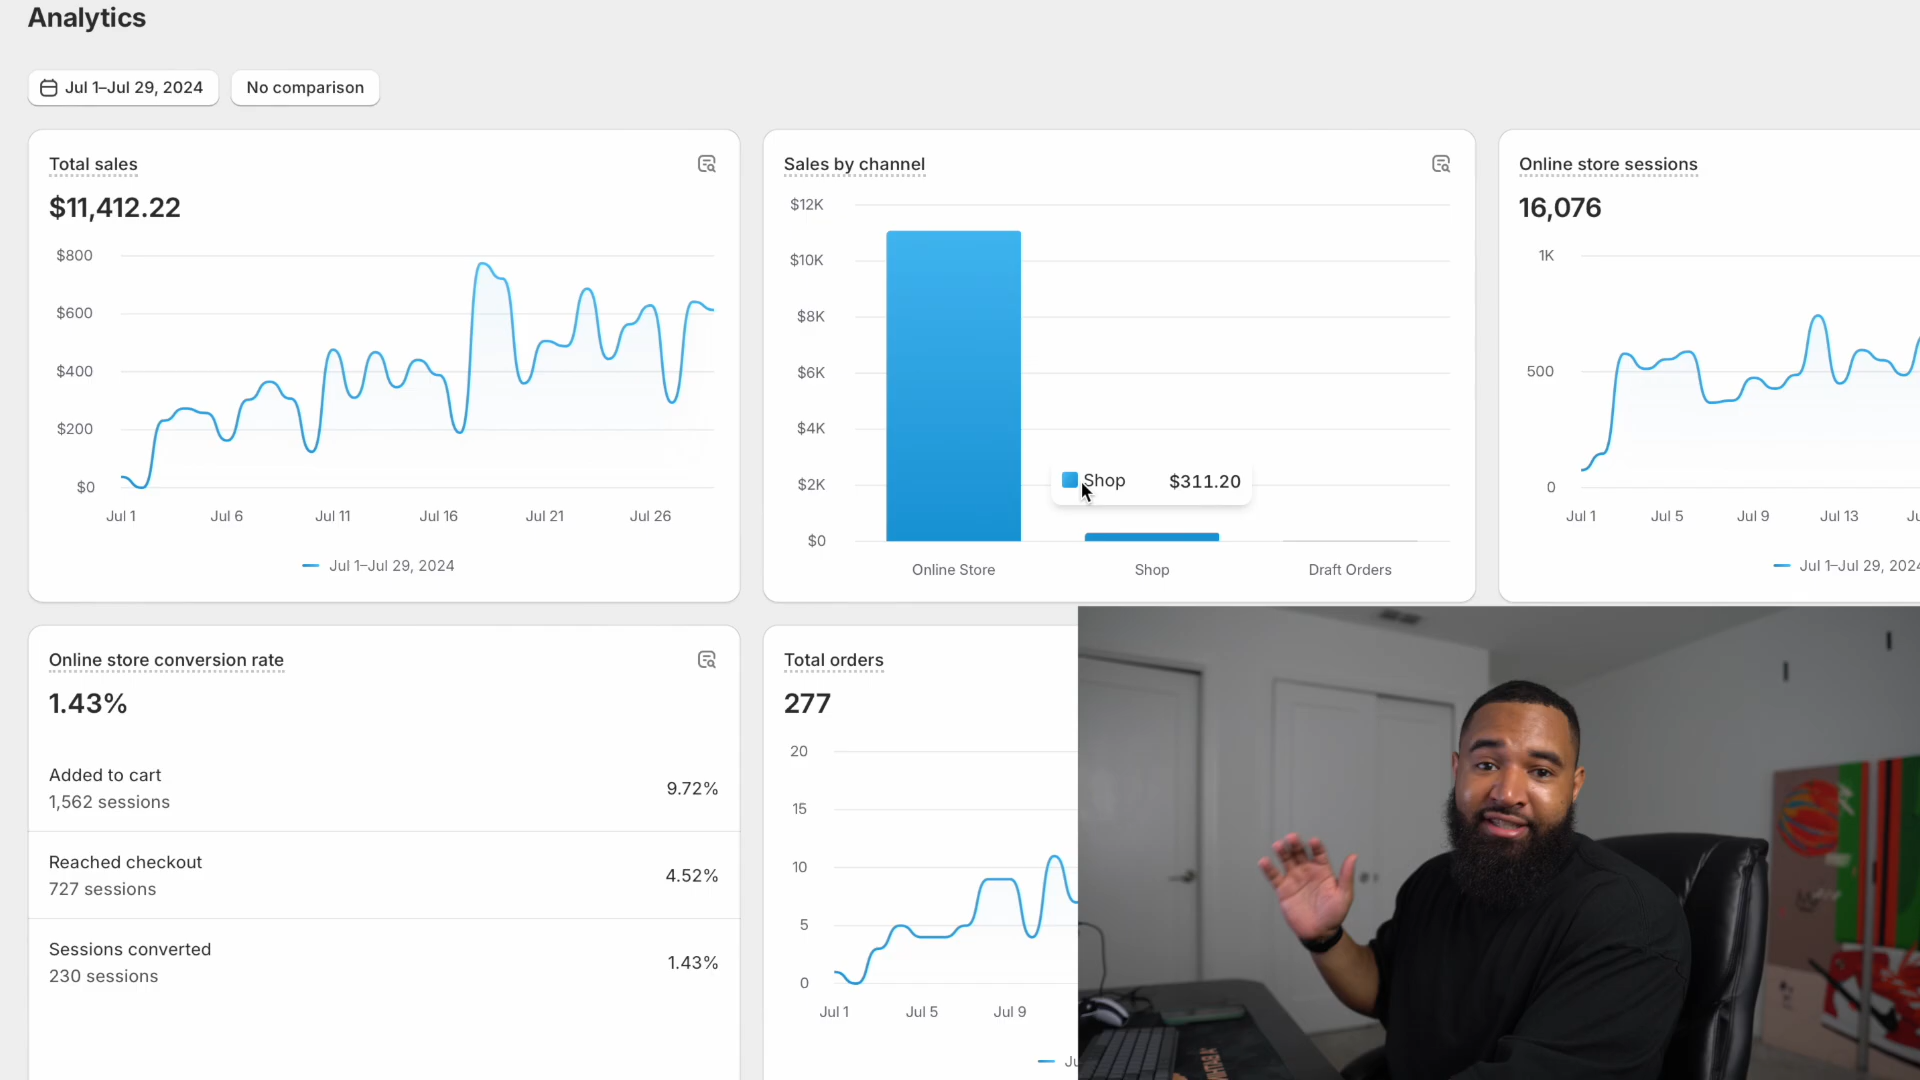 Analytics
Jul 1–Jul 29, 2024
No comparison
Total sales
$11,412.22
$800
$600
$400
$200
$0
Jul 1
Jul 6
Jul 11
Jul 16
Jul 21
Jul 26
Jul 1–Jul 29, 2024
Sales by channel
$12K
$10K
$8K
$6K
$4K
$2K
$0
Shop $311.20
Online Store
Shop
Draft Orders
Online store sessions
16,076
1K
500
0
Jul 1
Jul 5
Jul 9
Jul 13
Jul 1–Jul 29, 2024
Online store conversion rate
1.43%
Added to cart
1,562 sessions
9.72%
Reached checkout
727 sessions
4.52%
Sessions converted
230 sessions
1.43%
Total orders
277
20
15
10
5
0
Jul 1
Jul 5
Jul 9